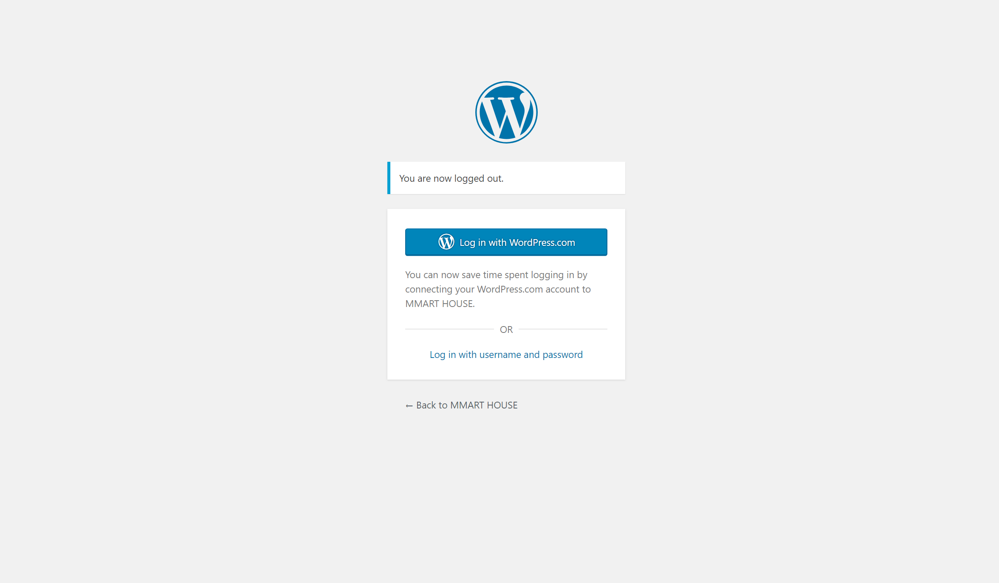 You are now logged out.
Log in with WordPress.com
You can now save time spent logging in by
connecting your WordPress.com account to
MMART HOUSE.
OR
Log in with username and password
← Back to MMART HOUSE